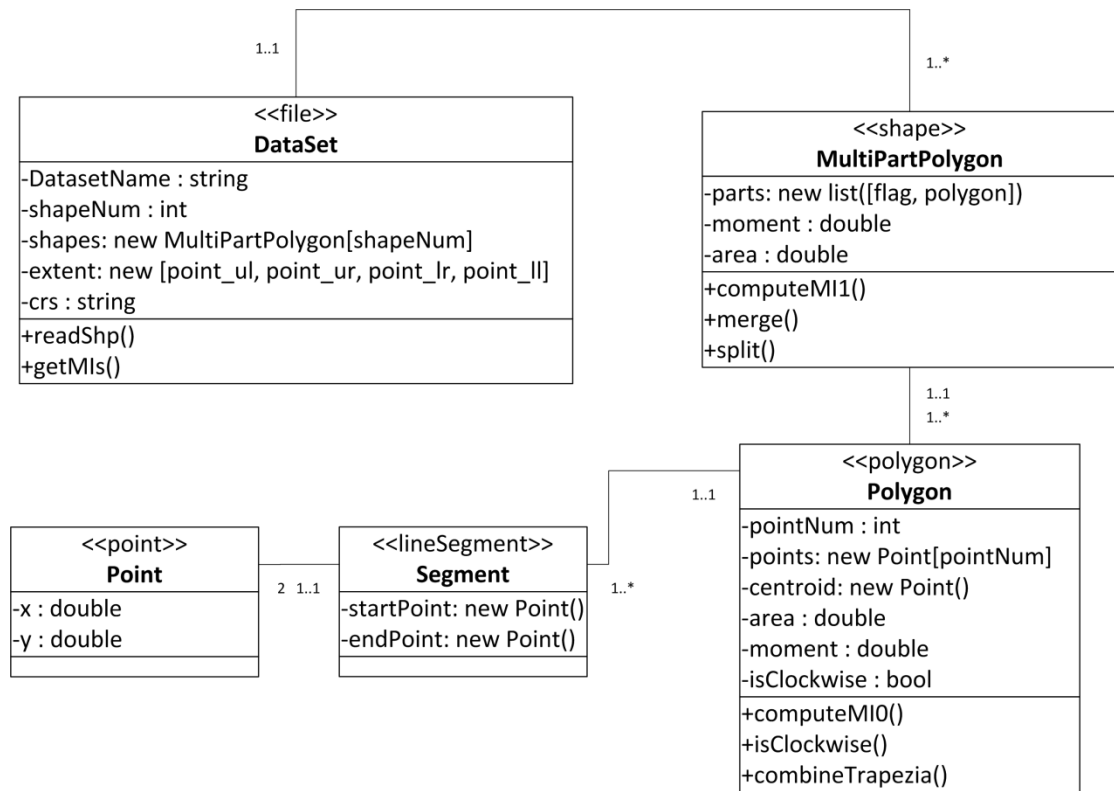 1..1
1..*
<<file>>
DataSet
-DatasetName : string
-shapeNum : int
-shapes: new MultiPartPolygon[shapeNum]
-extent: new [point_ul, point_ur, point_lr, point_ll]
-crs : string
+readShp()
+getMIs()
<<shape>>
MultiPartPolygon
-parts: new list([flag, polygon])
-moment : double
-area : double
+computeMI1()
+merge()
+split()
1..1
1..*
<<polygon>>
Polygon
-pointNum : int
-points: new Point[pointNum]
-centroid: new Point()
-area : double
-moment : double
-isClockwise : bool
+computeMI0()
+isClockwise()
+combineTrapezia()
1..1
1..*
<<lineSegment>>
Segment
-startPoint: new Point()
-endPoint: new Point()
2 1..1
<<point>>
Point
-x : double
-y : double